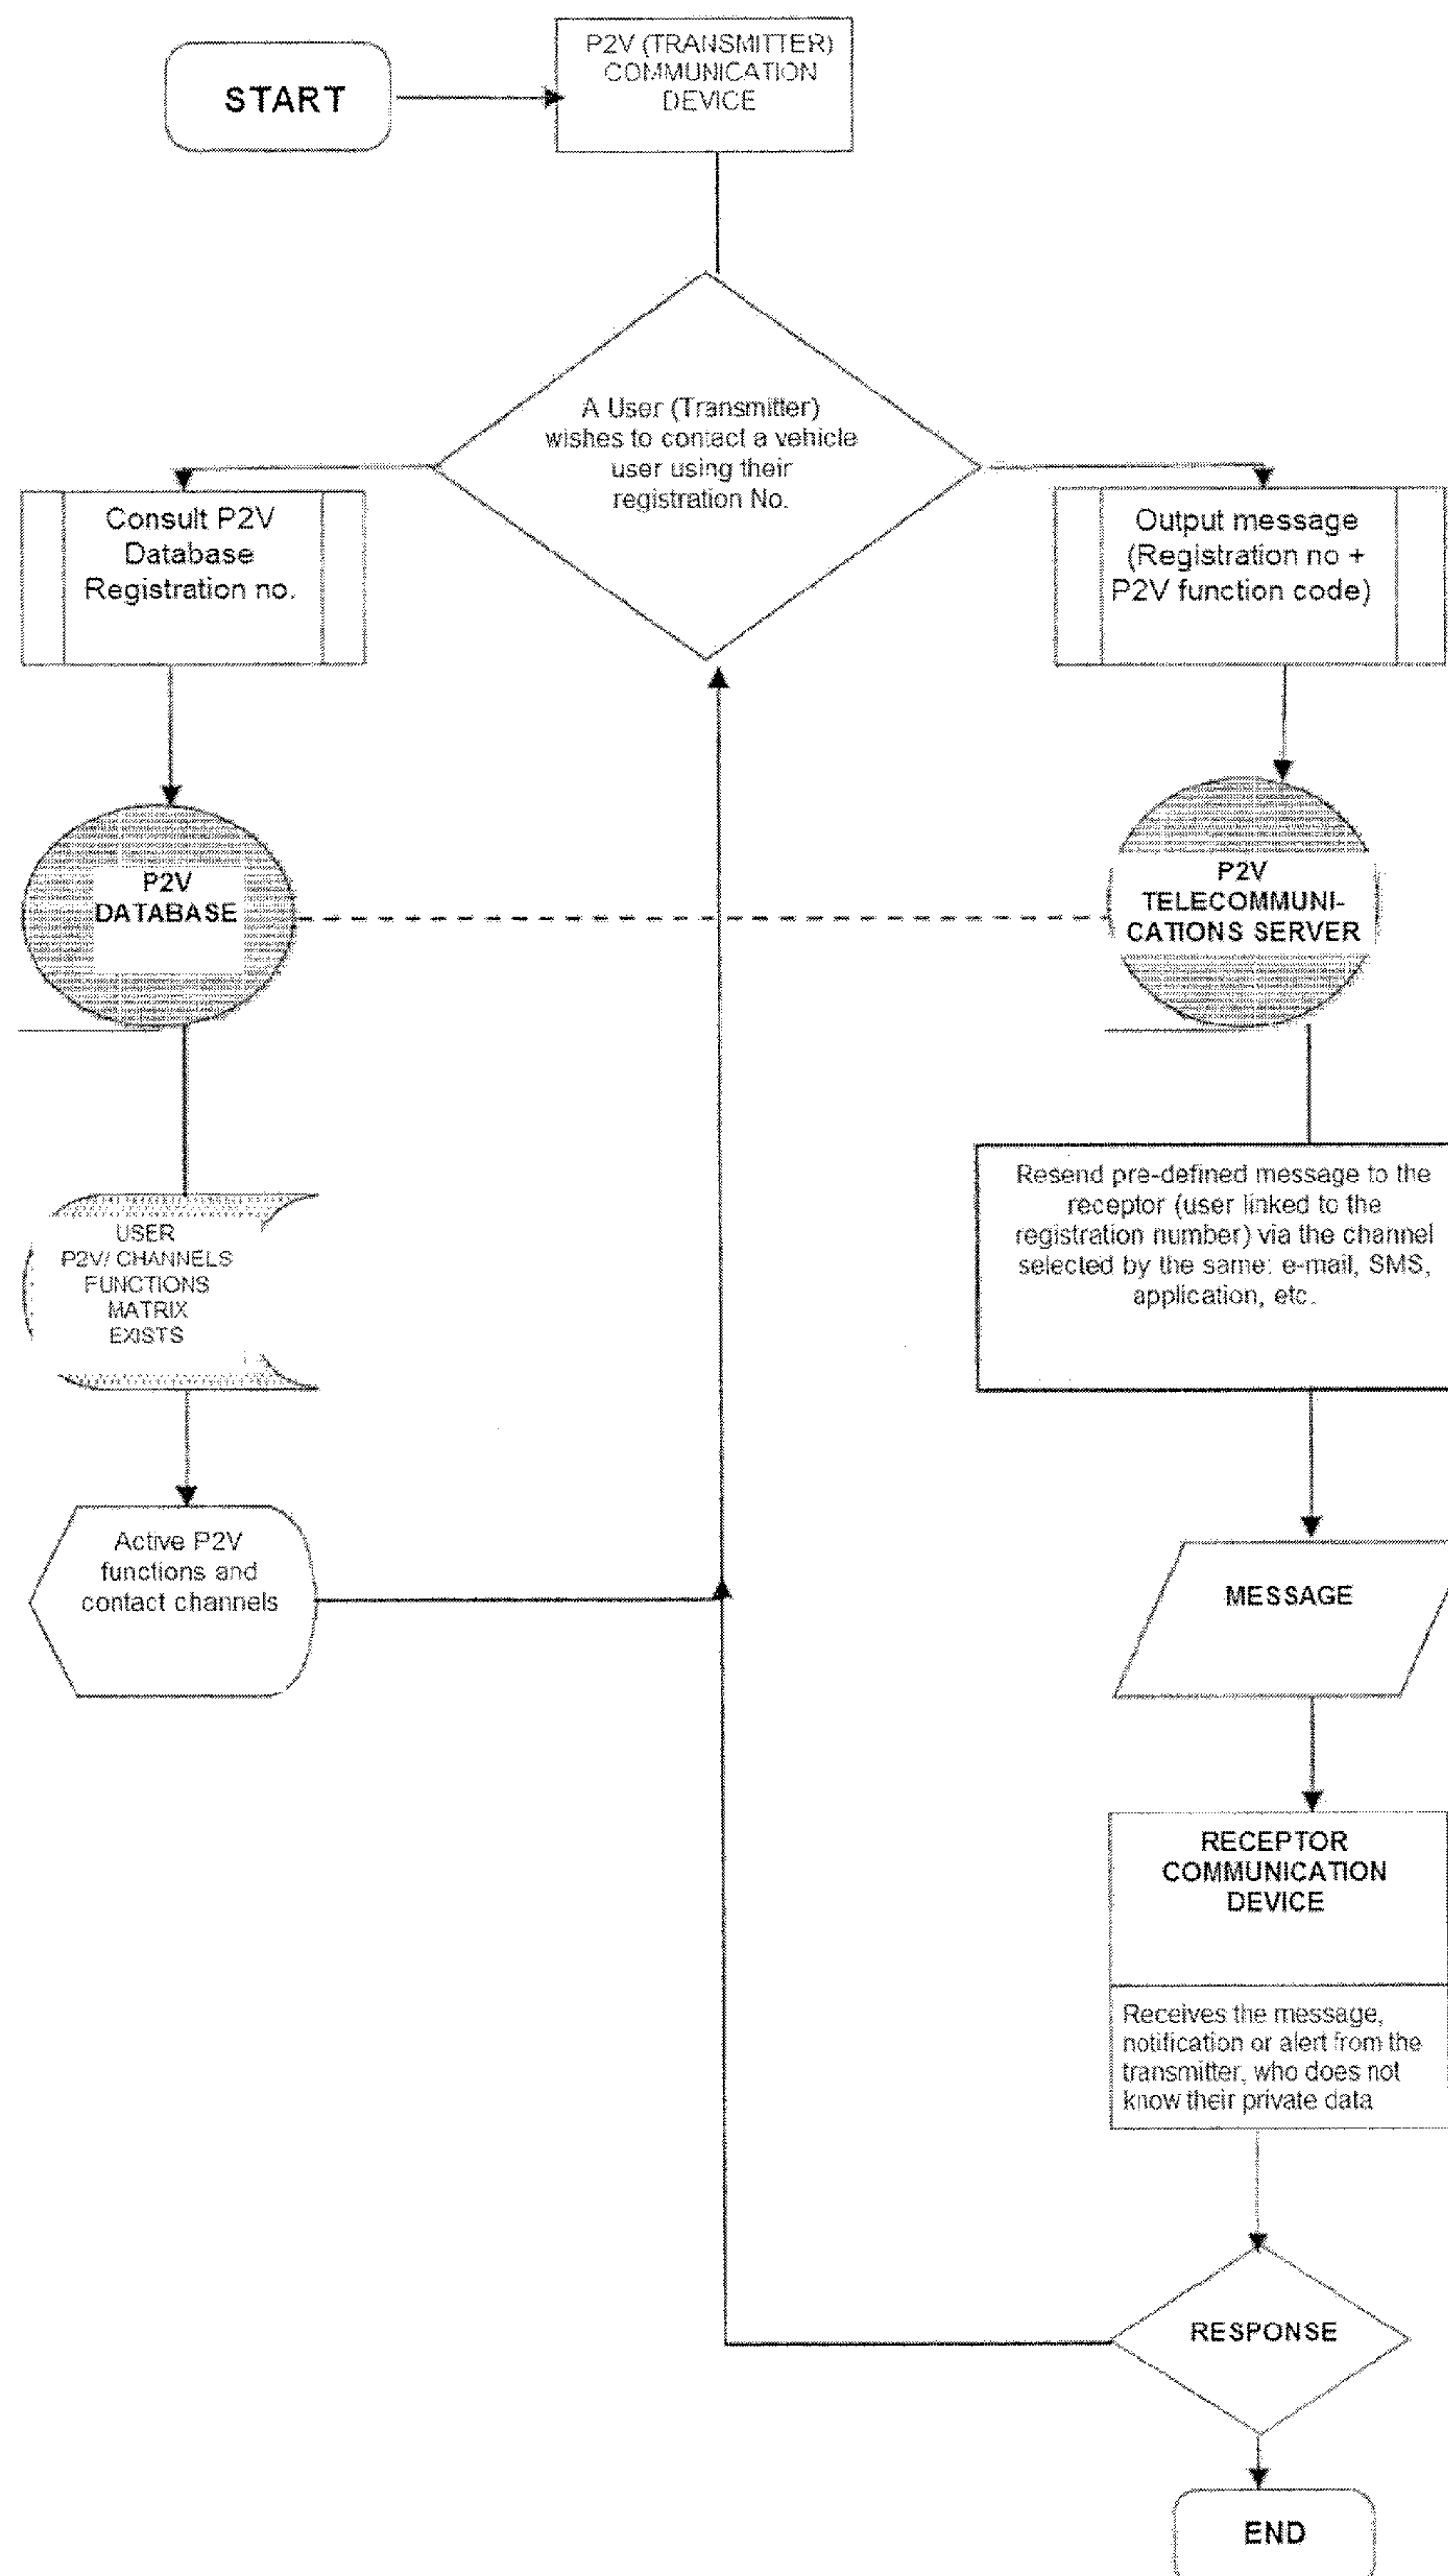 START
P2V (TRANSMITTER)
COMMUNICATION
DEVICE
A User (Transmitter)
wishes to contact a vehicle
user using their
registration No.
Consult P2V
Database
Registration no.
Output message
(Registration no +
P2V function code)
P2V
DATABASE
P2V
TELECOMMUNI-
CATIONS SERVER
Resend pre-defined message to the
receptor (user linked to the
registration number) via the channel
selected by the same: e-mail, SMS,
application, etc.
USER
P2V/ CHANNELS
FUNCTIONS
MATRIX
EXISTS
Active P2V
functions and
contact channels
MESSAGE
RECEPTOR
COMMUNICATION
DEVICE
Receives the message,
notification or alert from the
transmitter, who does not
know their private data
RESPONSE
END